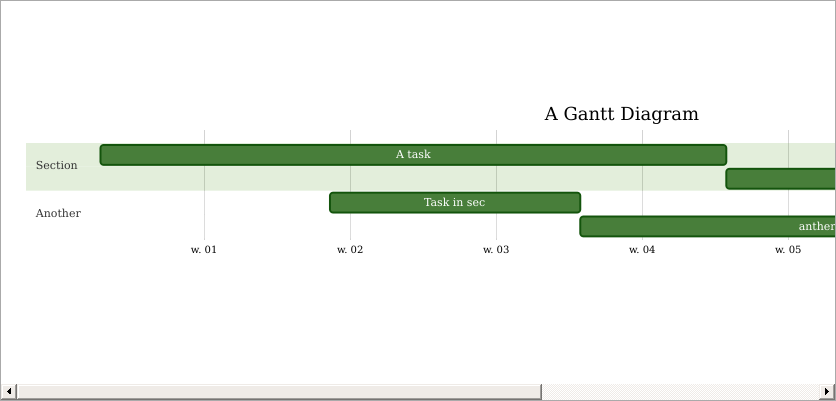 A Gantt Diagram
Section
A task
Another
Task in sec
anther
w. 01
w. 02
w. 03
w. 04
w. 05